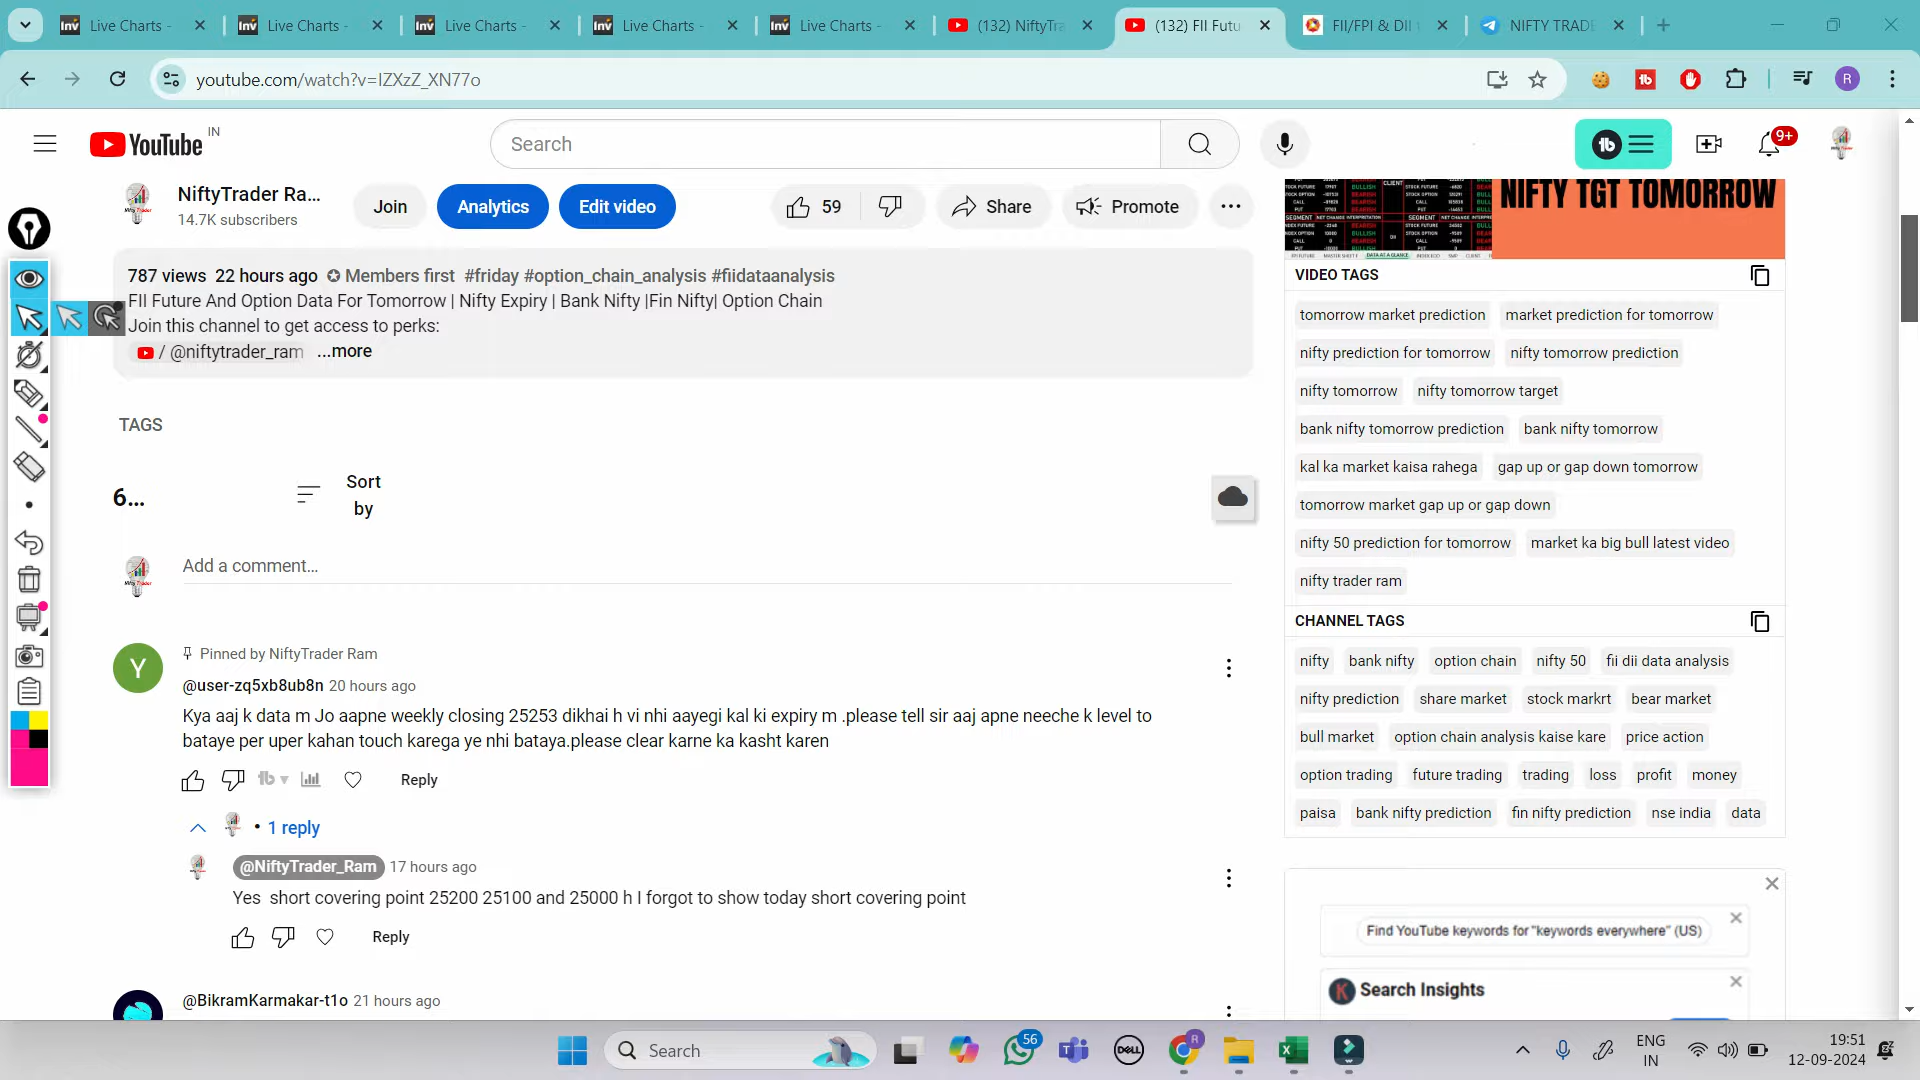 Live Charts -
Live Charts -
Live Charts -
Live Charts -
Live Charts -
(132) NiftyTra
(132) FII Futu
FII/FPI & DII
NIFTY TRADE
youtube.com/watch?v=IZXzZ_XN77o
YouTube IN
Search
9+
NiftyTrader Ra...
14.7K subscribers
Join
Analytics
Edit video
59
Share
Promote
787 views 22 hours ago Members first #friday #option_chain_analysis #fiidataanalysis
FII Future And Option Data For Tomorrow | Nifty Expiry | Bank Nifty |Fin Nifty| Option Chain
Join this channel to get access to perks:
/ @niftytrader_ram ...more
TAGS
6...
Sort
by
Add a comment...
Y
Pinned by NiftyTrader Ram
@user-zq5xb8ub8n 20 hours ago
Kya aaj k data m Jo aapne weekly closing 25253 dikhai h vi nhi aayegi kal ki expiry m .please tell sir aaj apne neeche k level to
bataye per uper kahan touch karega ye nhi bataya.please clear karne ka kasht karen
Reply
• 1 reply
@NiftyTrader_Ram 17 hours ago
Yes short covering point 25200 25100 and 25000 h I forgot to show today short covering point
Reply
@BikramKarmakar-t1o 21 hours ago
NIFTY TGT TOMORROW
VIDEO TAGS
tomorrow market prediction market prediction for tomorrow
nifty prediction for tomorrow nifty tomorrow prediction
nifty tomorrow nifty tomorrow target
bank nifty tomorrow prediction bank nifty tomorrow
kal ka market kaisa rahega gap up or gap down tomorrow
tomorrow market gap up or gap down
nifty 50 prediction for tomorrow market ka big bull latest video
nifty trader ram
CHANNEL TAGS
nifty bank nifty option chain nifty 50 fii dii data analysis
nifty prediction share market stock markrt bear market
bull market option chain analysis kaise kare price action
option trading future trading trading loss profit money
paisa bank nifty prediction fin nifty prediction nse india data
Find YouTube keywords for "keywords everywhere" (US)
Search Insights
Search
56
DELL
ENG
IN
19:51
12-09-2024